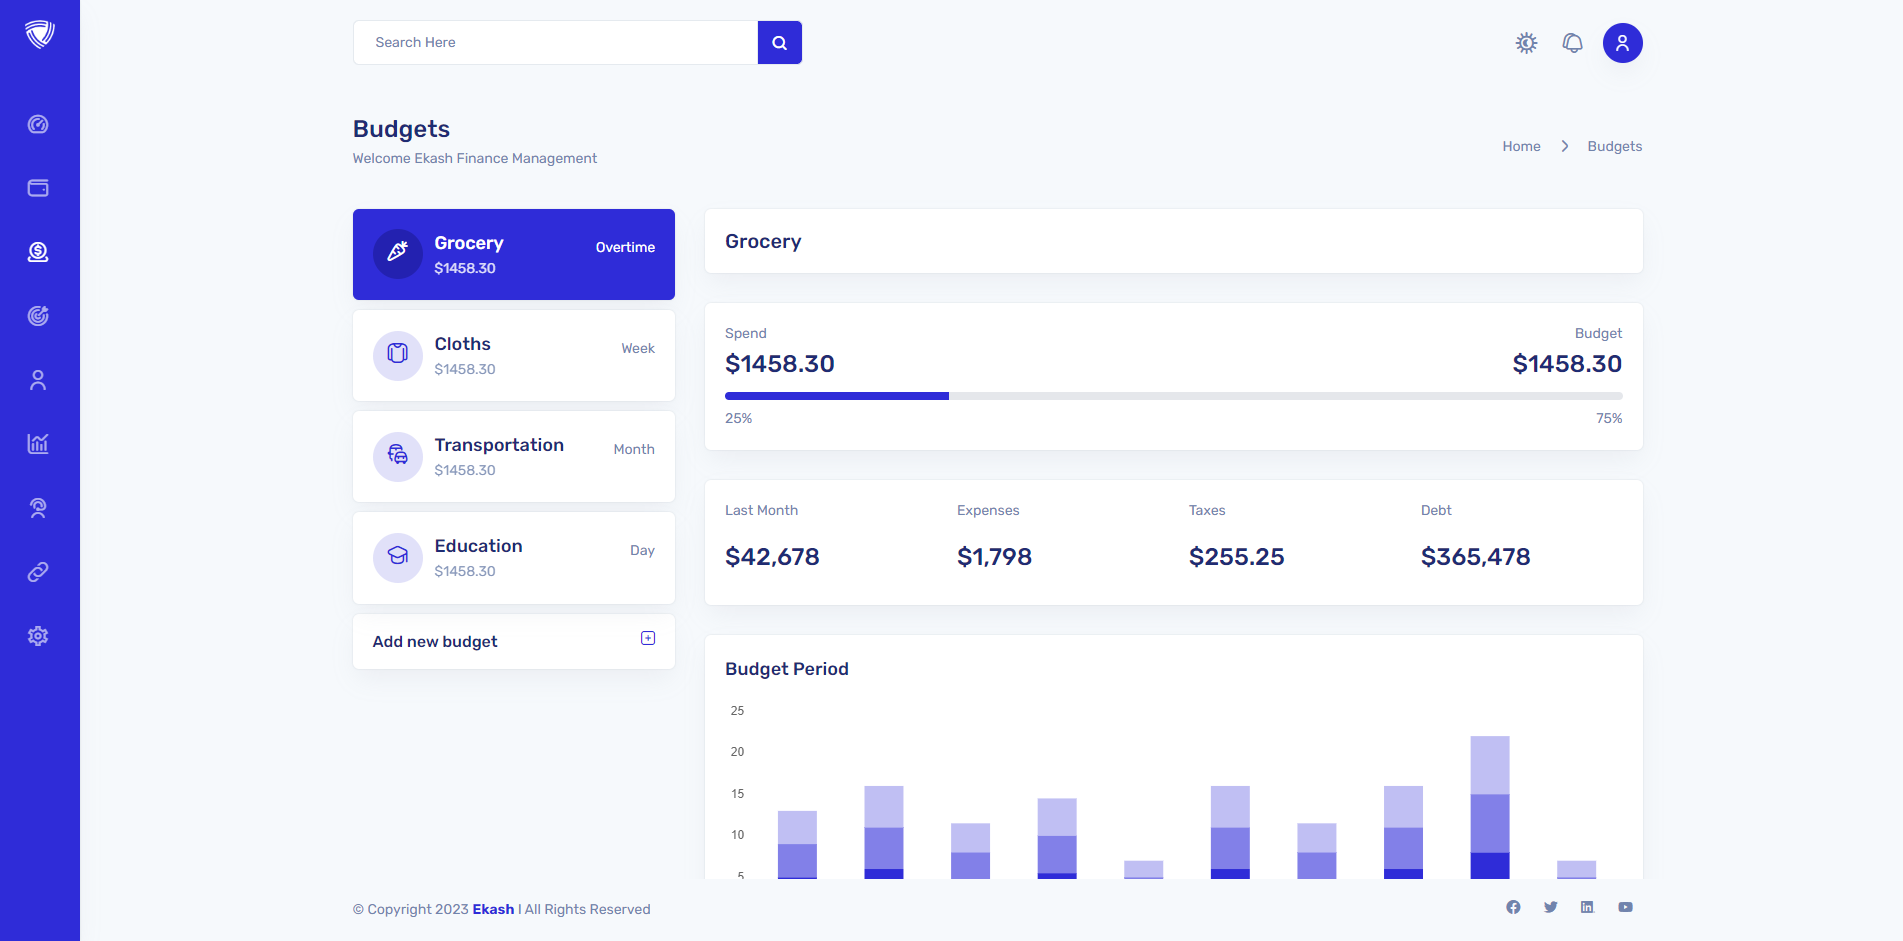 Search Here
Budgets
Welcome Ekash Finance Management
Home
Budgets
Grocery
$1458.30
Overtime
Cloths
$1458.30
Week
Transportation
$1458.30
Month
Education
$1458.30
Day
Add new budget
Grocery
Spend
Budget
$1458.30
$1458.30
25%
75%
Last Month
Expenses
Taxes
Debt
$42,678
$1,798
$255.25
$365,478
Budget Period
25
20
15
10
5
© Copyright 2023 Ekash I All Rights Reserved